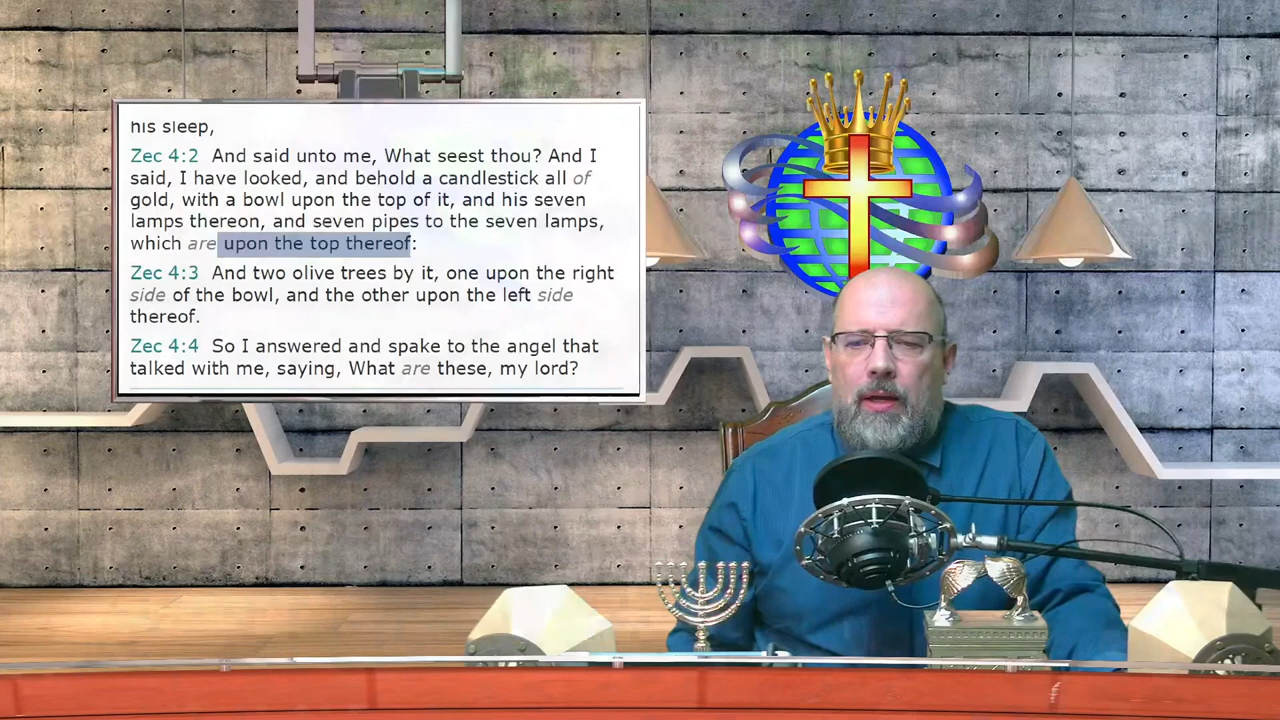 his sleep,
Zec 4:2 And said unto me, What seest thou? And I
said, I have looked, and behold a candlestick all of
gold, with a bowl upon the top of it, and his seven
lamps thereon, and seven pipes to the seven lamps,
which are upon the top thereof:
Zec 4:3 And two olive trees by it, one upon the right
side of the bowl, and the other upon the left side
thereof.
Zec 4:4 So I answered and spake to the angel that
talked with me, saying, What are these, my lord?